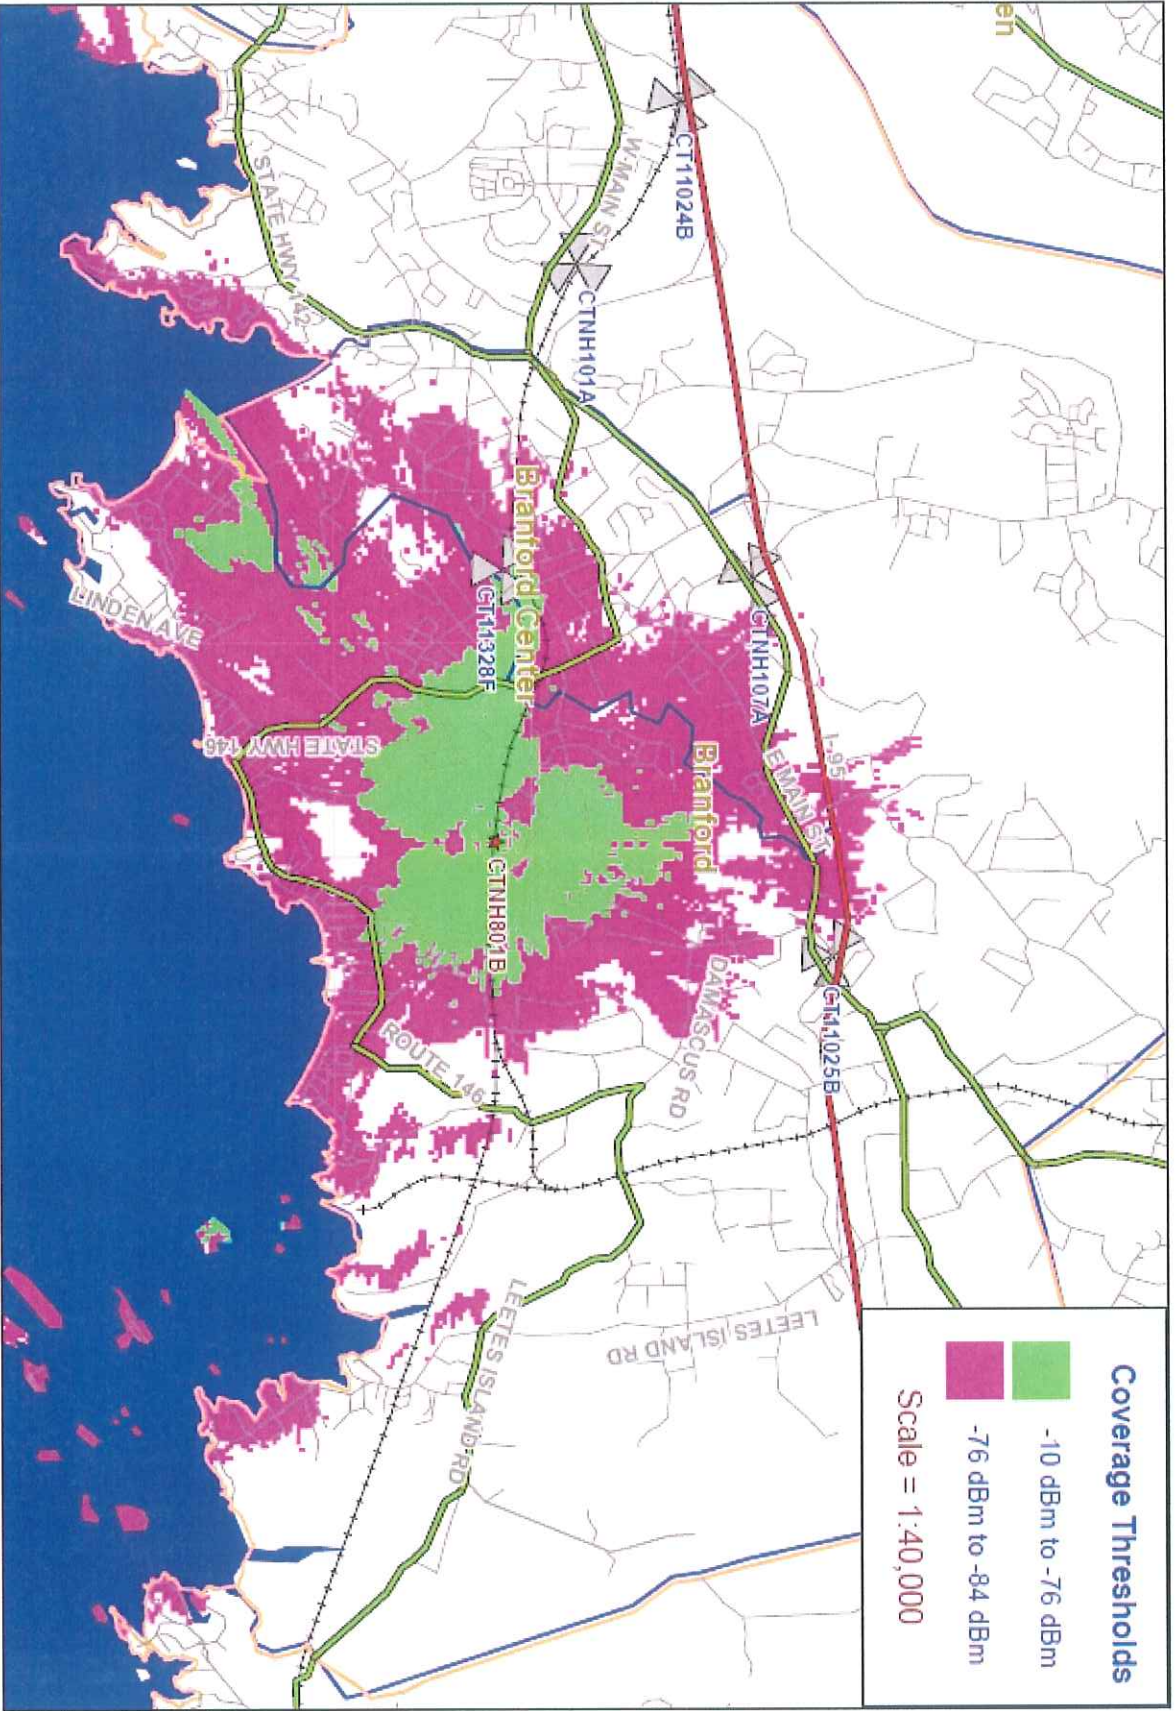 Coverage Thresholds
-10 dBm to -76 dBm
-76 dBm to -84 dBm
Scale = 1:40,000
en
CT11024B
W MAIN ST
CTNH101A
STATE HWY 142
Branford Center
CT11328F
CTNH107A
I-95
E MAIN ST
Branford
LINDEN AVE
STATE HWY 146
CTNH801B
DAMASCUS RD
CT11025B
ROUTE 146
LEETES ISLAND RD
LEETES ISLAND RD